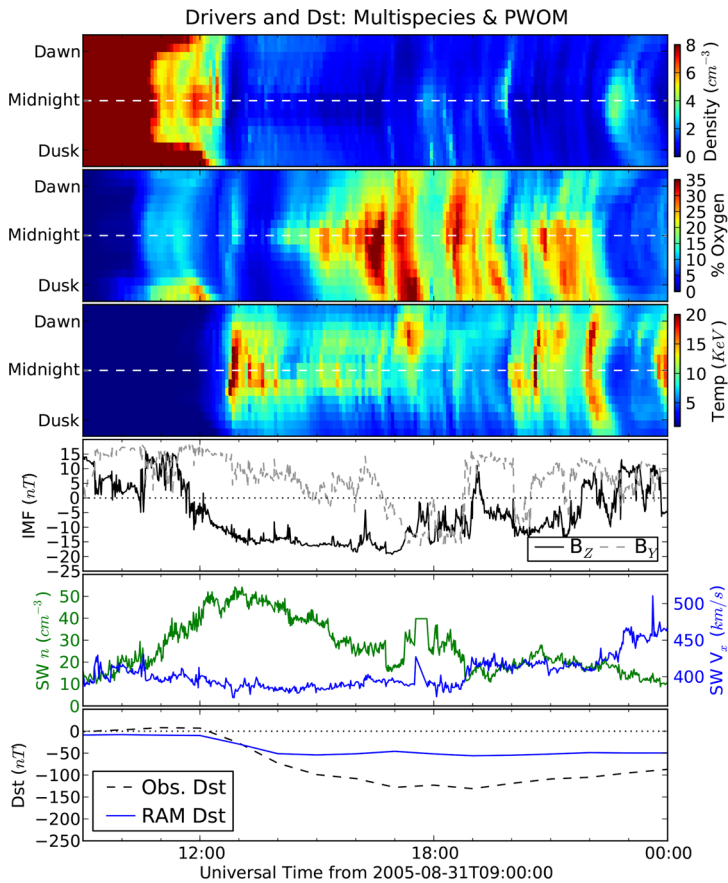 Drivers and Dst: Multispecies & PWOM
Dawn
Midnight
Dusk
8
6
4
2
0
Density (cm⁻³)
Dawn
Midnight
Dusk
35
30
25
20
15
10
5
0
% Oxygen
Dawn
Midnight
Dusk
20
15
10
5
Temp (KeV)
15
10
5
0
−5
−10
−15
−20
−25
IMF (nT)
B_Z B_Y
50
40
30
20
10
0
SW n (cm⁻³)
500
450
400
SW V_x (km/s)
0
−50
−100
−150
−200
−250
Dst (nT)
Obs. Dst
RAM Dst
12:00 18:00 00:00
Universal Time from 2005-08-31T09:00:00